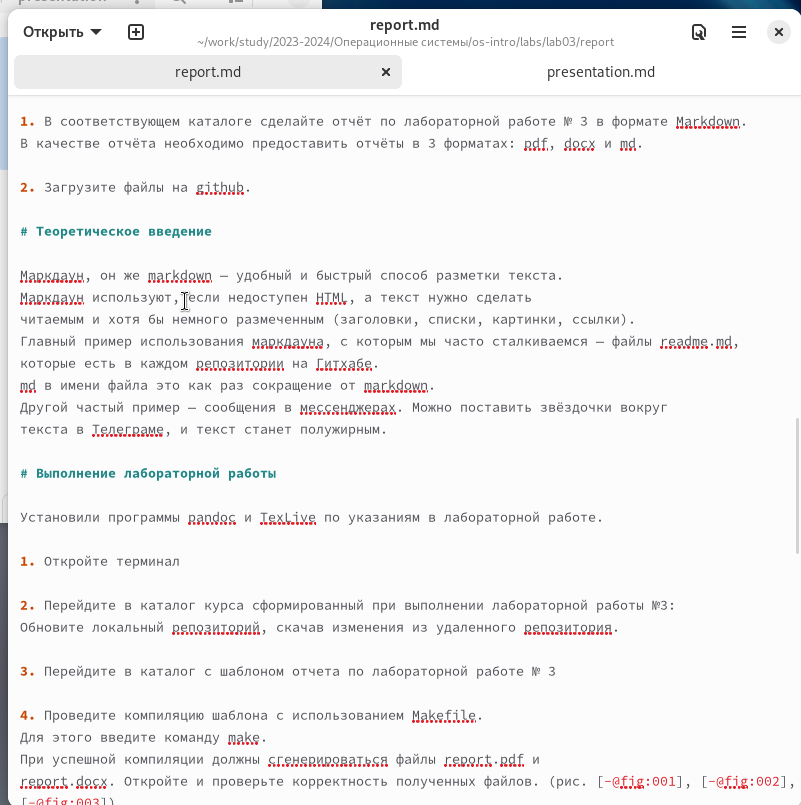 presentation
Открыть
report.md
~/work/study/2023-2024/Операционные системы/os-intro/labs/lab03/report
report.md
presentation.md
1. В соответствующем каталоге сделайте отчёт по лабораторной работе № 3 в формате Markdown.
В качестве отчёта необходимо предоставить отчёты в 3 форматах: pdf, docx и md.
2. Загрузите файлы на github.
# Теоретическое введение
Маркдаун, он же markdown — удобный и быстрый способ разметки текста.
Маркдаун используют, если недоступен HTML, а текст нужно сделать
читаемым и хотя бы немного размеченным (заголовки, списки, картинки, ссылки).
Главный пример использования маркдауна, с которым мы часто сталкиваемся — файлы readme.md,
которые есть в каждом репозитории на Гитхабе.
md в имени файла это как раз сокращение от markdown.
Другой частый пример — сообщения в мессенджерах. Можно поставить звёздочки вокруг
текста в Телеграме, и текст станет полужирным.
# Выполнение лабораторной работы
Установили программы pandoc и TexLive по указаниям в лабораторной работе.
1. Откройте терминал
2. Перейдите в каталог курса сформированный при выполнении лабораторной работы №3:
Обновите локальный репозиторий, скачав изменения из удаленного репозитория.
3. Перейдите в каталог с шаблоном отчета по лабораторной работе № 3
4. Проведите компиляцию шаблона с использованием Makefile.
Для этого введите команду make.
При успешной компиляции должны сгенерироваться файлы report.pdf и
report.docx. Откройте и проверьте корректность полученных файлов. (рис. [-@fig:001], [-@fig:002],
[-@fig:003])